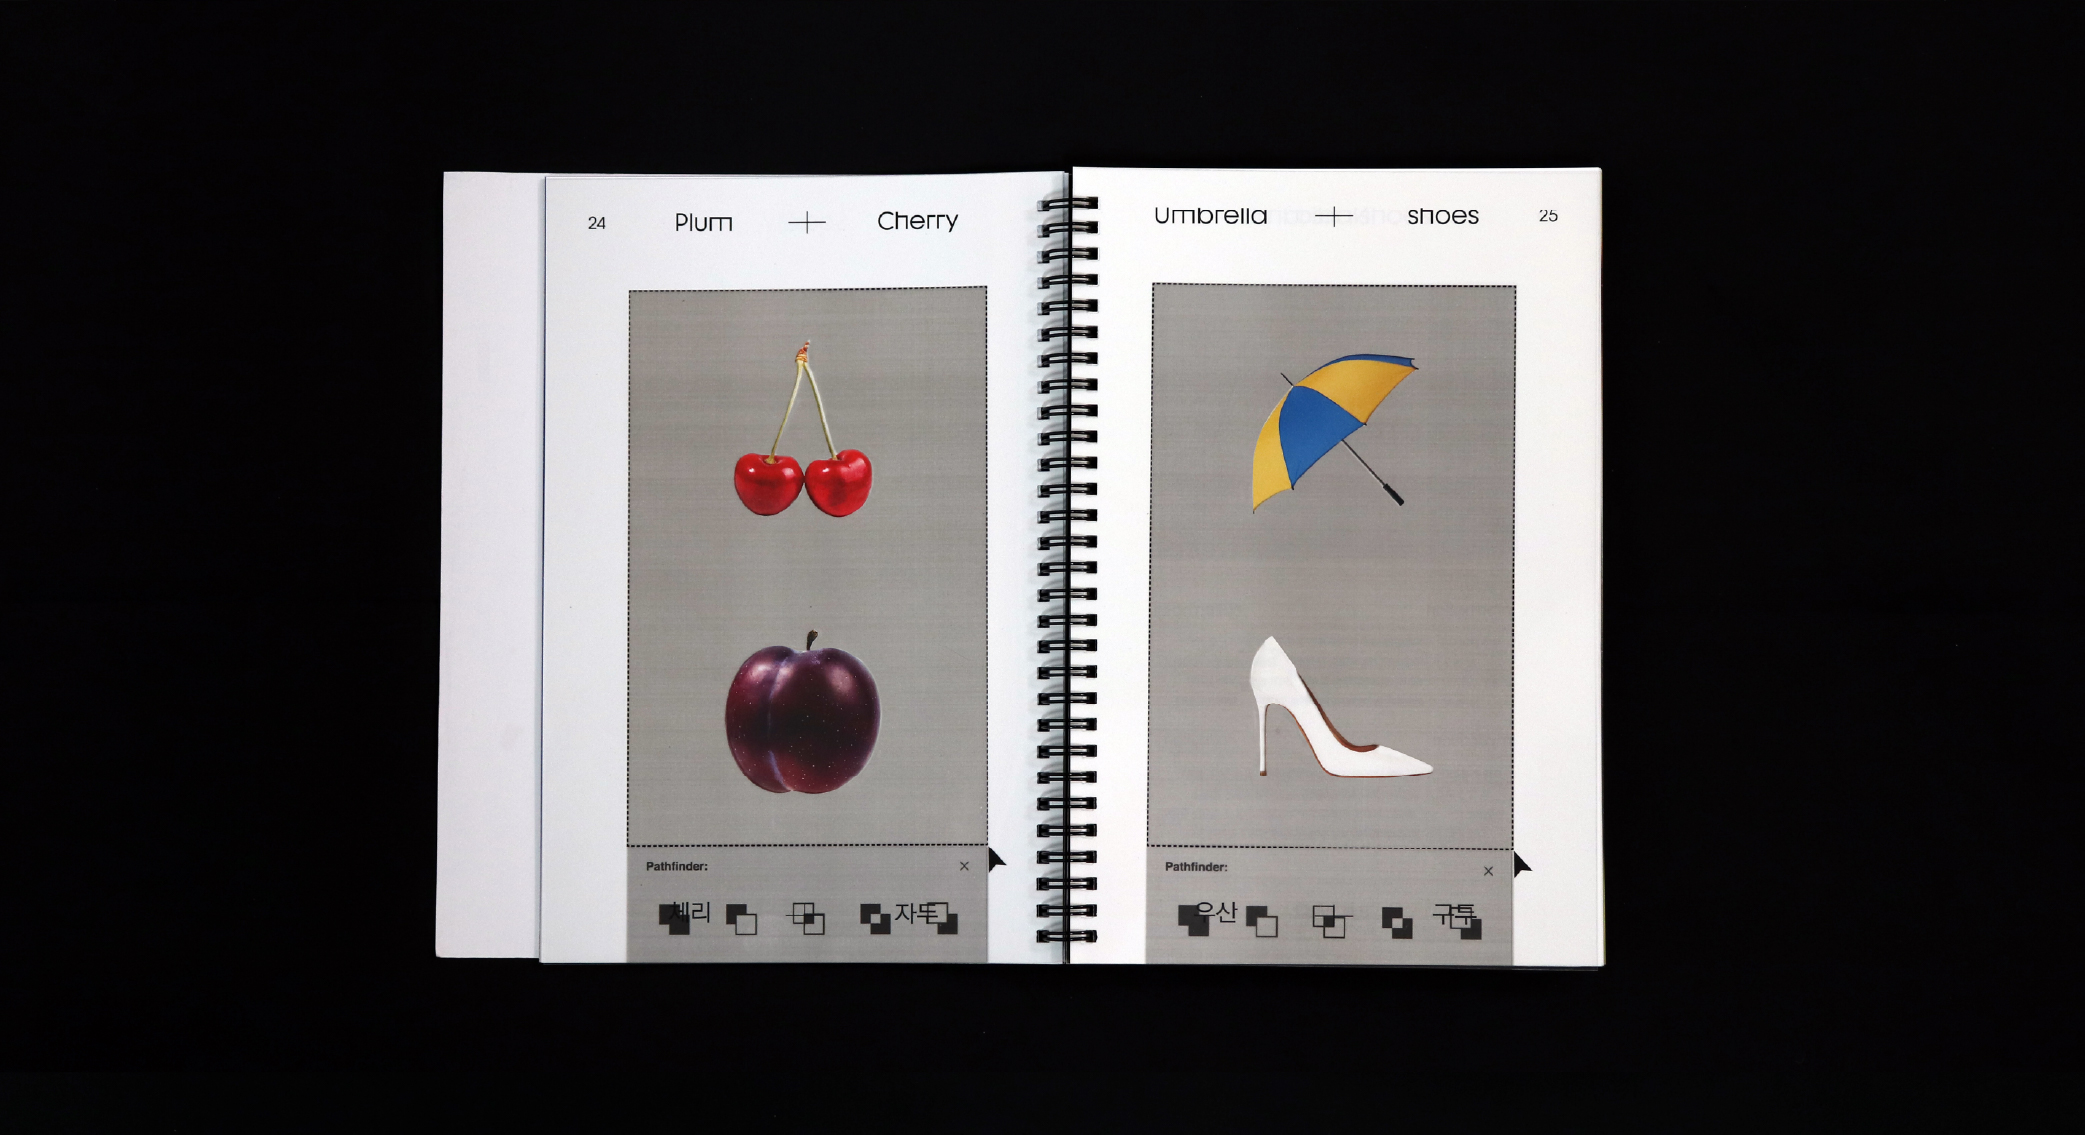 24 Plum + Cherry
Pathfinder: ×
체리 자두
Umbrella + shoes 25
Pathfinder: ×
우산 구두